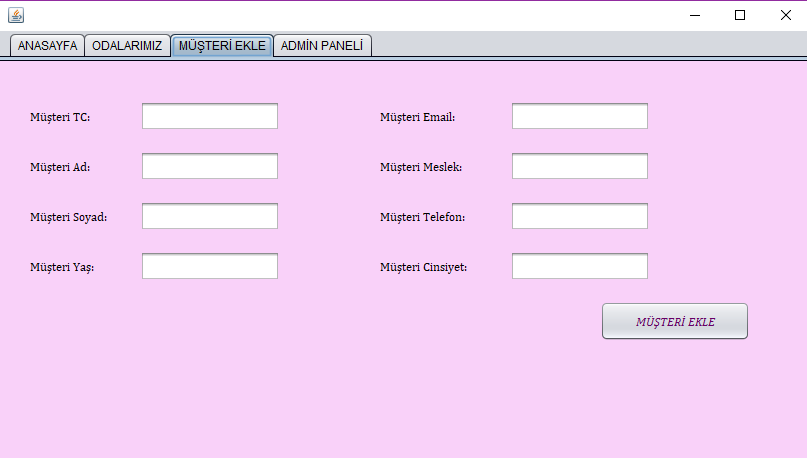 ANASAYFA ODALARIMIZ MÜŞTERİ EKLE ADMİN PANELİ
Müşteri TC: Müşteri Email:
Müşteri Ad: Müşteri Meslek:
Müşteri Soyad: Müşteri Telefon:
Müşteri Yaş: Müşteri Cinsiyet:
MÜŞTERİ EKLE